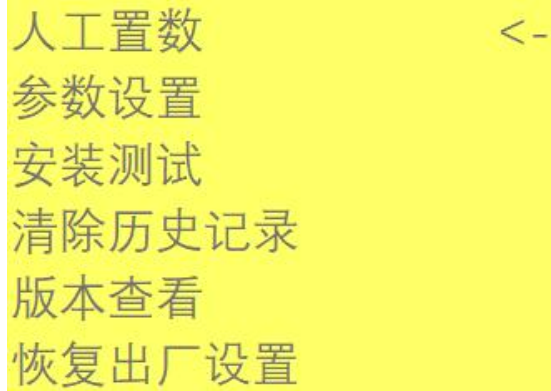 人工置数 <-
参数设置
安装测试
清除历史记录
版本查看
恢复出厂设置